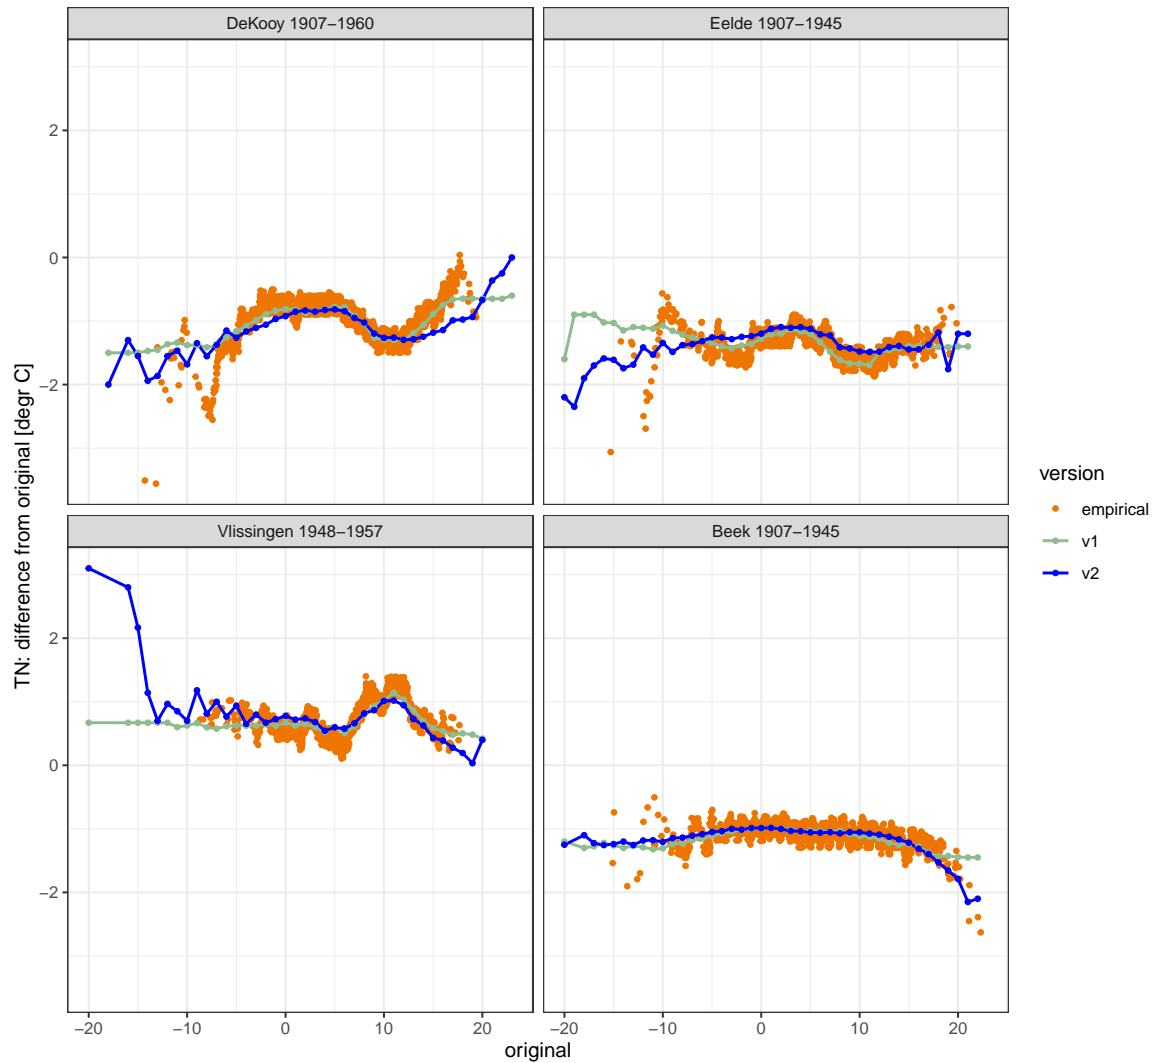 DeKooy 1907−1960
Eelde 1907−1945
2
0
−2
Vlissingen 1948−1957
Beek 1907−1945
2
0
−2
−20 −10 0 10 20
−20 −10 0 10 20
original
TN: difference from original [degr C]
version
empirical
v1
v2